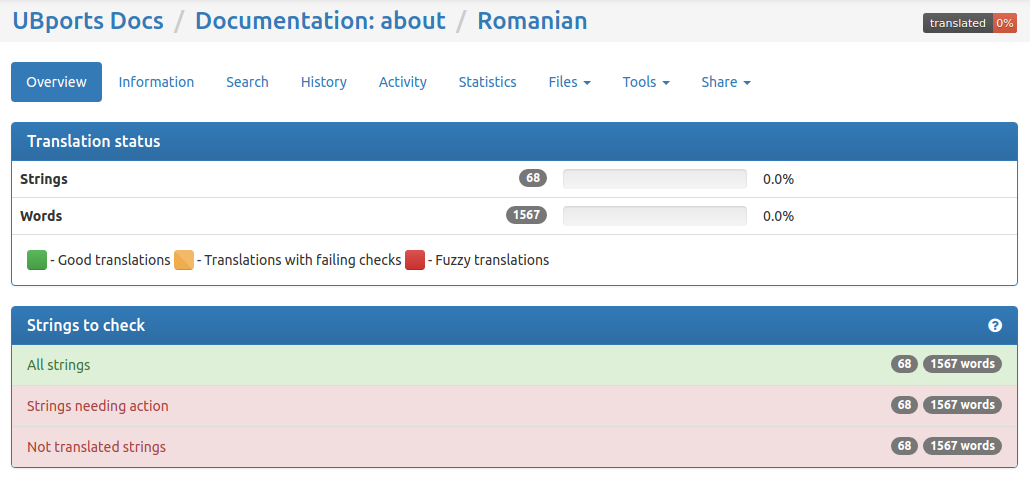 UBports Docs / Documentation: about / Romanian translated 0%
Overview Information Search History Activity Statistics Files Tools Share
Translation status
Strings 68 0.0%
Words 1567 0.0%
- Good translations - Translations with failing checks - Fuzzy translations
Strings to check ?
All strings 68 1567 words
Strings needing action 68 1567 words
Not translated strings 68 1567 words